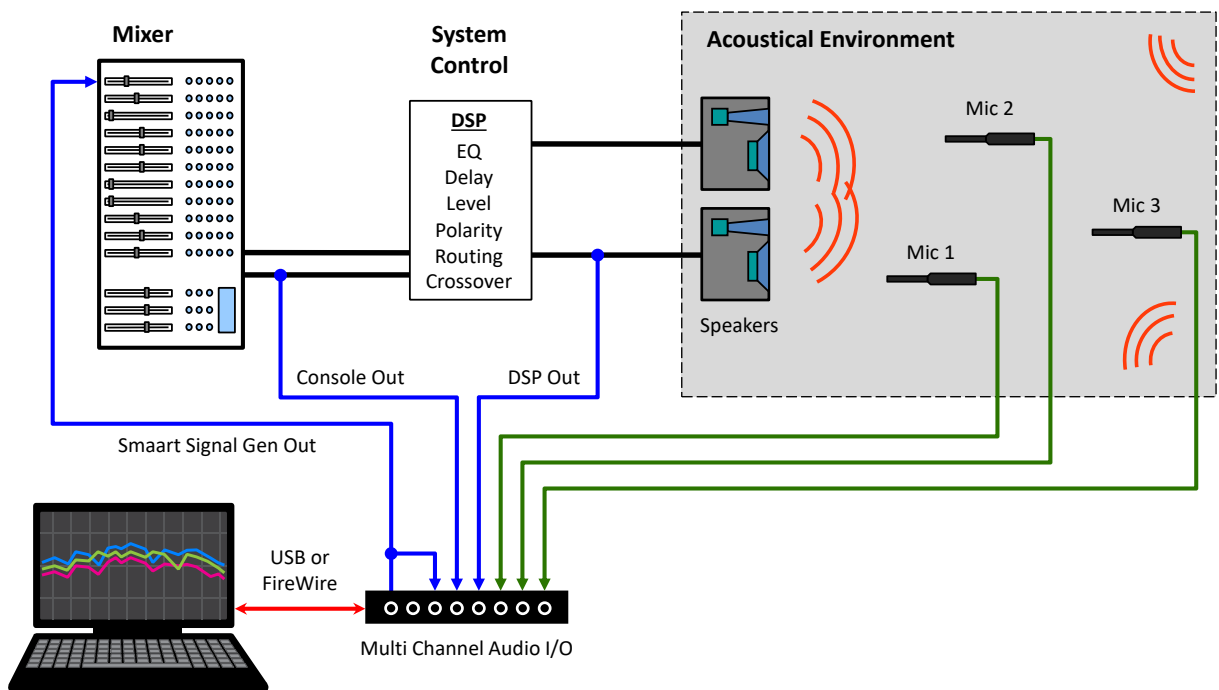 Mixer
System
Control
Acoustical Environment
DSP
EQ
Delay
Level
Polarity
Routing
Crossover
Mic 2
Mic 3
Mic 1
Speakers
Console Out
DSP Out
Smaart Signal Gen Out
USB or
FireWire
Multi Channel Audio I/O